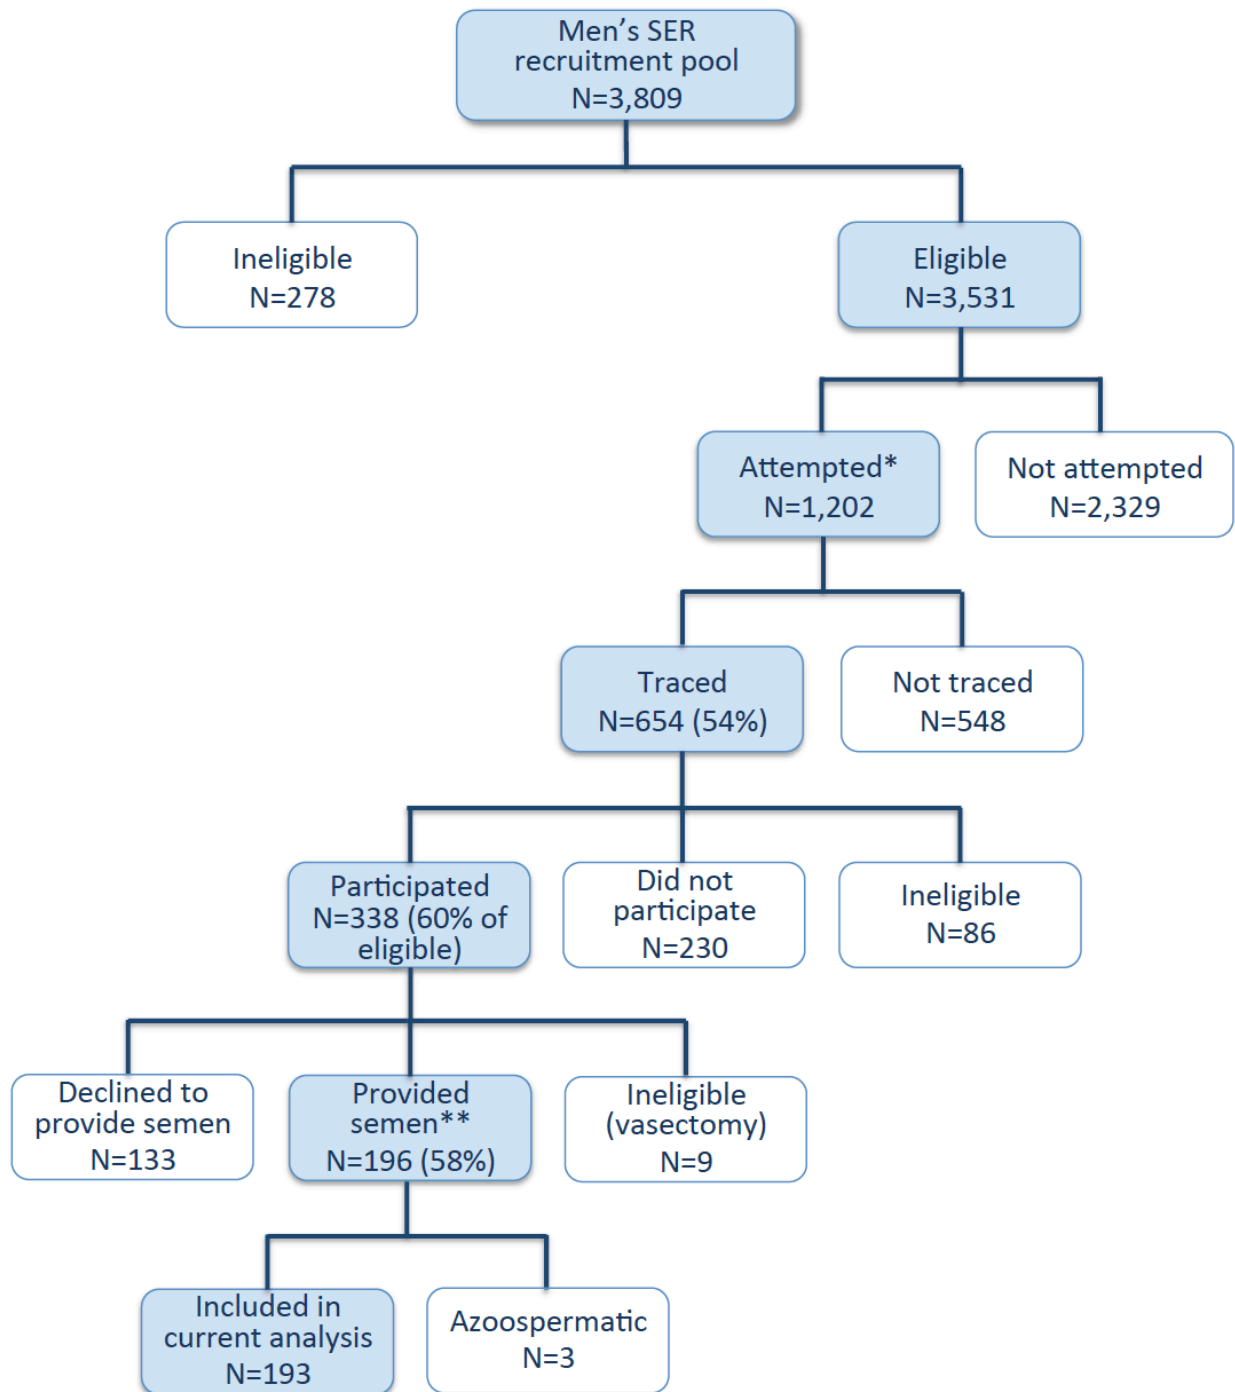 Men’s SER
recruitment pool
N=3,809
Ineligible
N=278
Eligible
N=3,531
Attempted*
N=1,202
Not attempted
N=2,329
Traced
N=654 (54%)
Not traced
N=548
Participated
N=338 (60% of
eligible)
Did not
participate
N=230
Ineligible
N=86
Declined to
provide semen
N=133
Provided
semen**
N=196 (58%)
Ineligible
(vasectomy)
N=9
Included in
current analysis
N=193
Azoospermatic
N=3